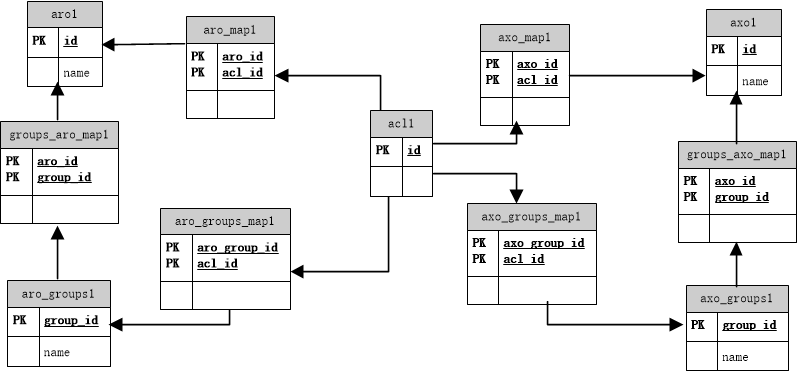 aro1
PK id
name
aro_map1
PK aro_id
PK acl_id
axo_map1
PK axo_id
PK acl_id
axo1
PK id
name
groups_aro_map1
PK aro_id
PK group_id
acl1
PK id
groups_axo_map1
PK axo_id
PK group_id
aro_groups_map1
PK aro_group_id
PK acl_id
axo_groups_map1
PK axo_group_id
PK acl_id
aro_groups1
PK group_id
name
axo_groups1
PK group_id
name